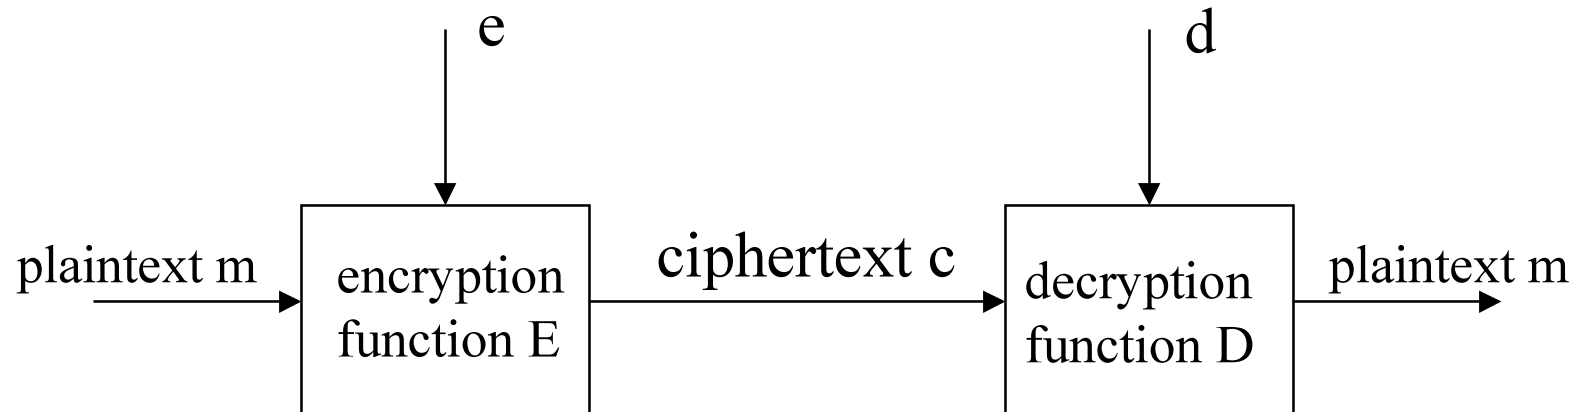 e
d
plaintext m
encryption
function E
ciphertext c
decryption
function D
plaintext m